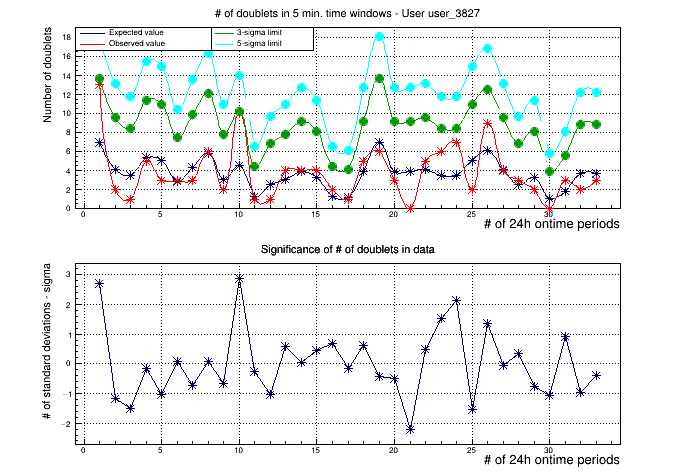 # of doublets in 5 min. time windows - User user_3827
Number of doublets
Expected value
Observed value
3-sigma limit
5-sigma limit
18
16
14
12
10
8
6
4
2
0
0 5 10 15 20 25 30
# of 24h ontime periods
Significance of # of doublets in data
# of standard deviations - sigma
3
2
1
0
−1
−2
0 5 10 15 20 25 30
# of 24h ontime periods